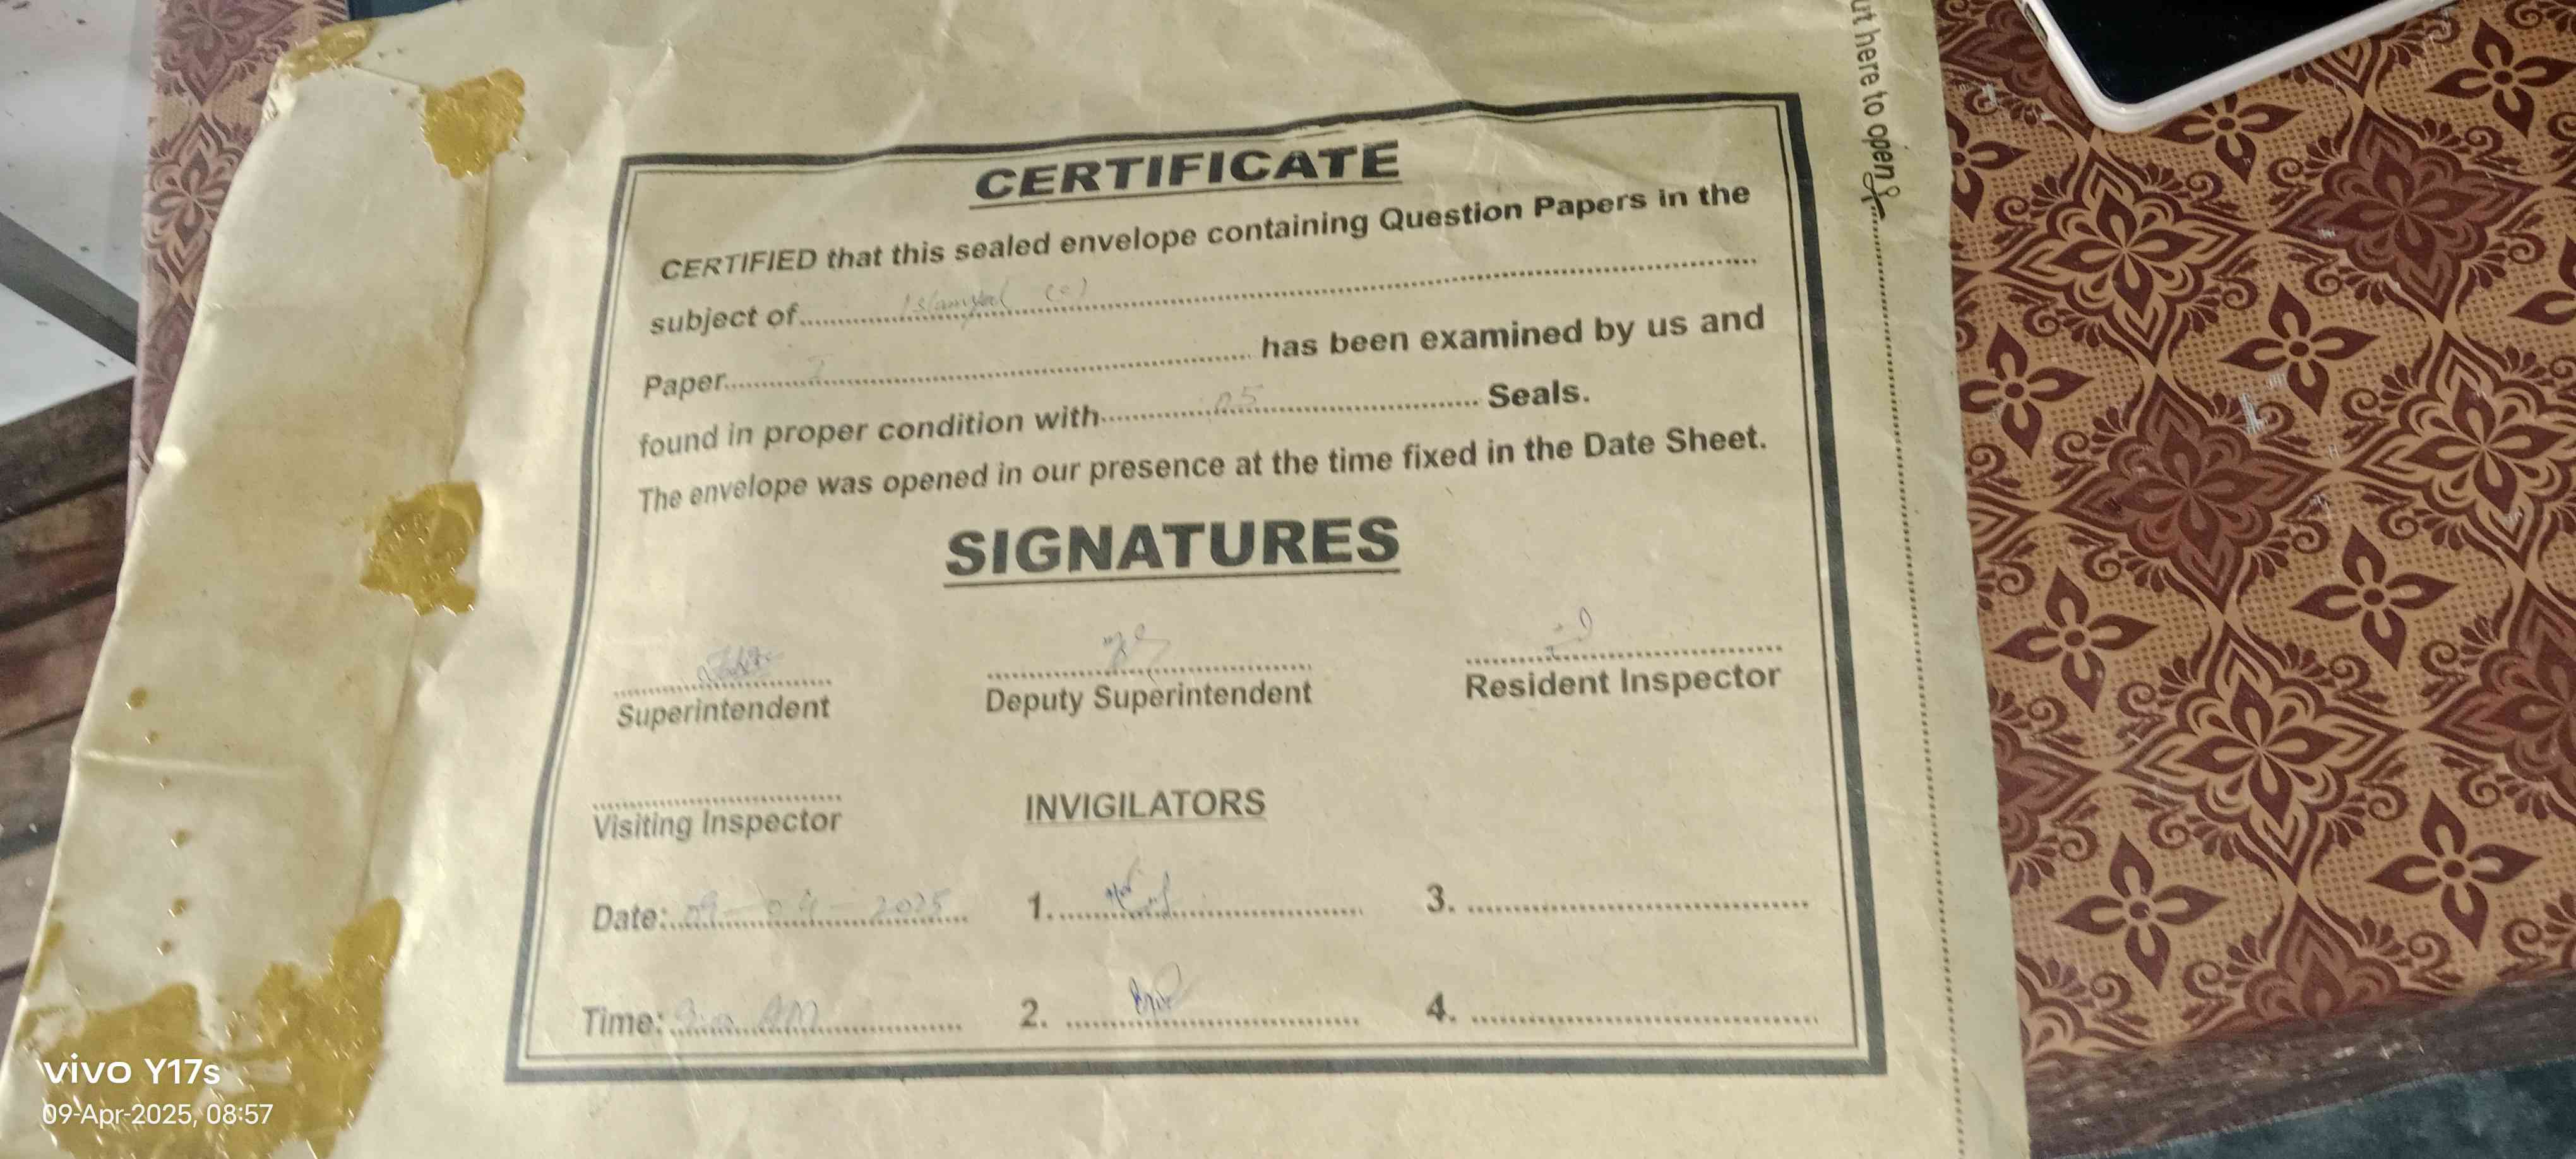 ut here to open
CERTIFICATE
CERTIFIED that this sealed envelope containing Question Papers in the
subject of.......... Islamyat (c) ..........
Paper.................... has been examined by us and
found in proper condition with.......... 05 .......... Seals.
The envelope was opened in our presence at the time fixed in the Date Sheet.
SIGNATURES
Superintendent Deputy Superintendent Resident Inspector
Visiting Inspector INVIGILATORS
Date: 09-04-2025 1. 3.
Time: AM 2. 4.
vivo Y17s
09-Apr-2025, 08:57